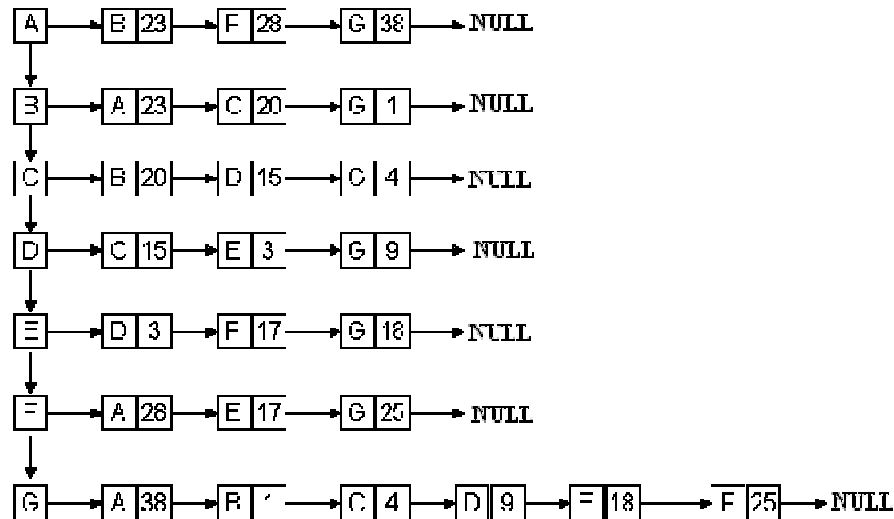 A B 23 F 28 G 38 NULL
B A 23 C 20 G 1 NULL
C B 20 D 15 G 4 NULL
D C 15 E 3 G 9 NULL
E D 3 F 17 G 18 NULL
F A 28 E 17 G 25 NULL
G A 38 B 1 C 4 D 9 E 18 F 25 NULL